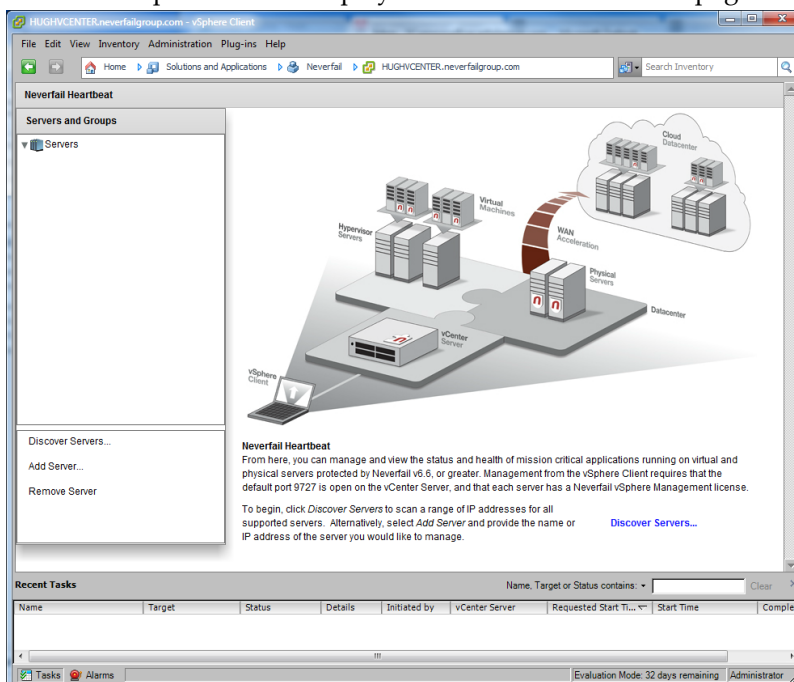 HUGHVCENTER.neverfailgroup.com - vSphere Client
File Edit View Inventory Administration Plug-ins Help
Home Solutions and Applications Neverfail HUGHVCENTER.neverfailgroup.com Search Inventory
Neverfail Heartbeat
Servers and Groups
Servers
Cloud
Datacenter
Virtual
Machines
Hypervisor
Servers
WAN
Acceleration
Physical
Servers
Datacenter
vCenter
Server
vSphere
Client
Discover Servers...
Add Server...
Remove Server
Neverfail Heartbeat
From here, you can manage and view the status and health of mission critical applications running on virtual and
physical servers protected by Neverfail v6.6, or greater. Management from the vSphere Client requires that the
default port 9727 is open on the vCenter Server, and that each server has a Neverfail vSphere Management license.
To begin, click Discover Servers to scan a range of IP addresses for all
supported servers. Alternatively, select Add Server and provide the name or
IP address of the server you would like to manage.
Discover Servers...
Recent Tasks Name, Target or Status contains: Clear
Name Target Status Details Initiated by vCenter Server Requested Start Ti... Start Time Comple
Tasks Alarms Evaluation Mode: 32 days remaining Administrator